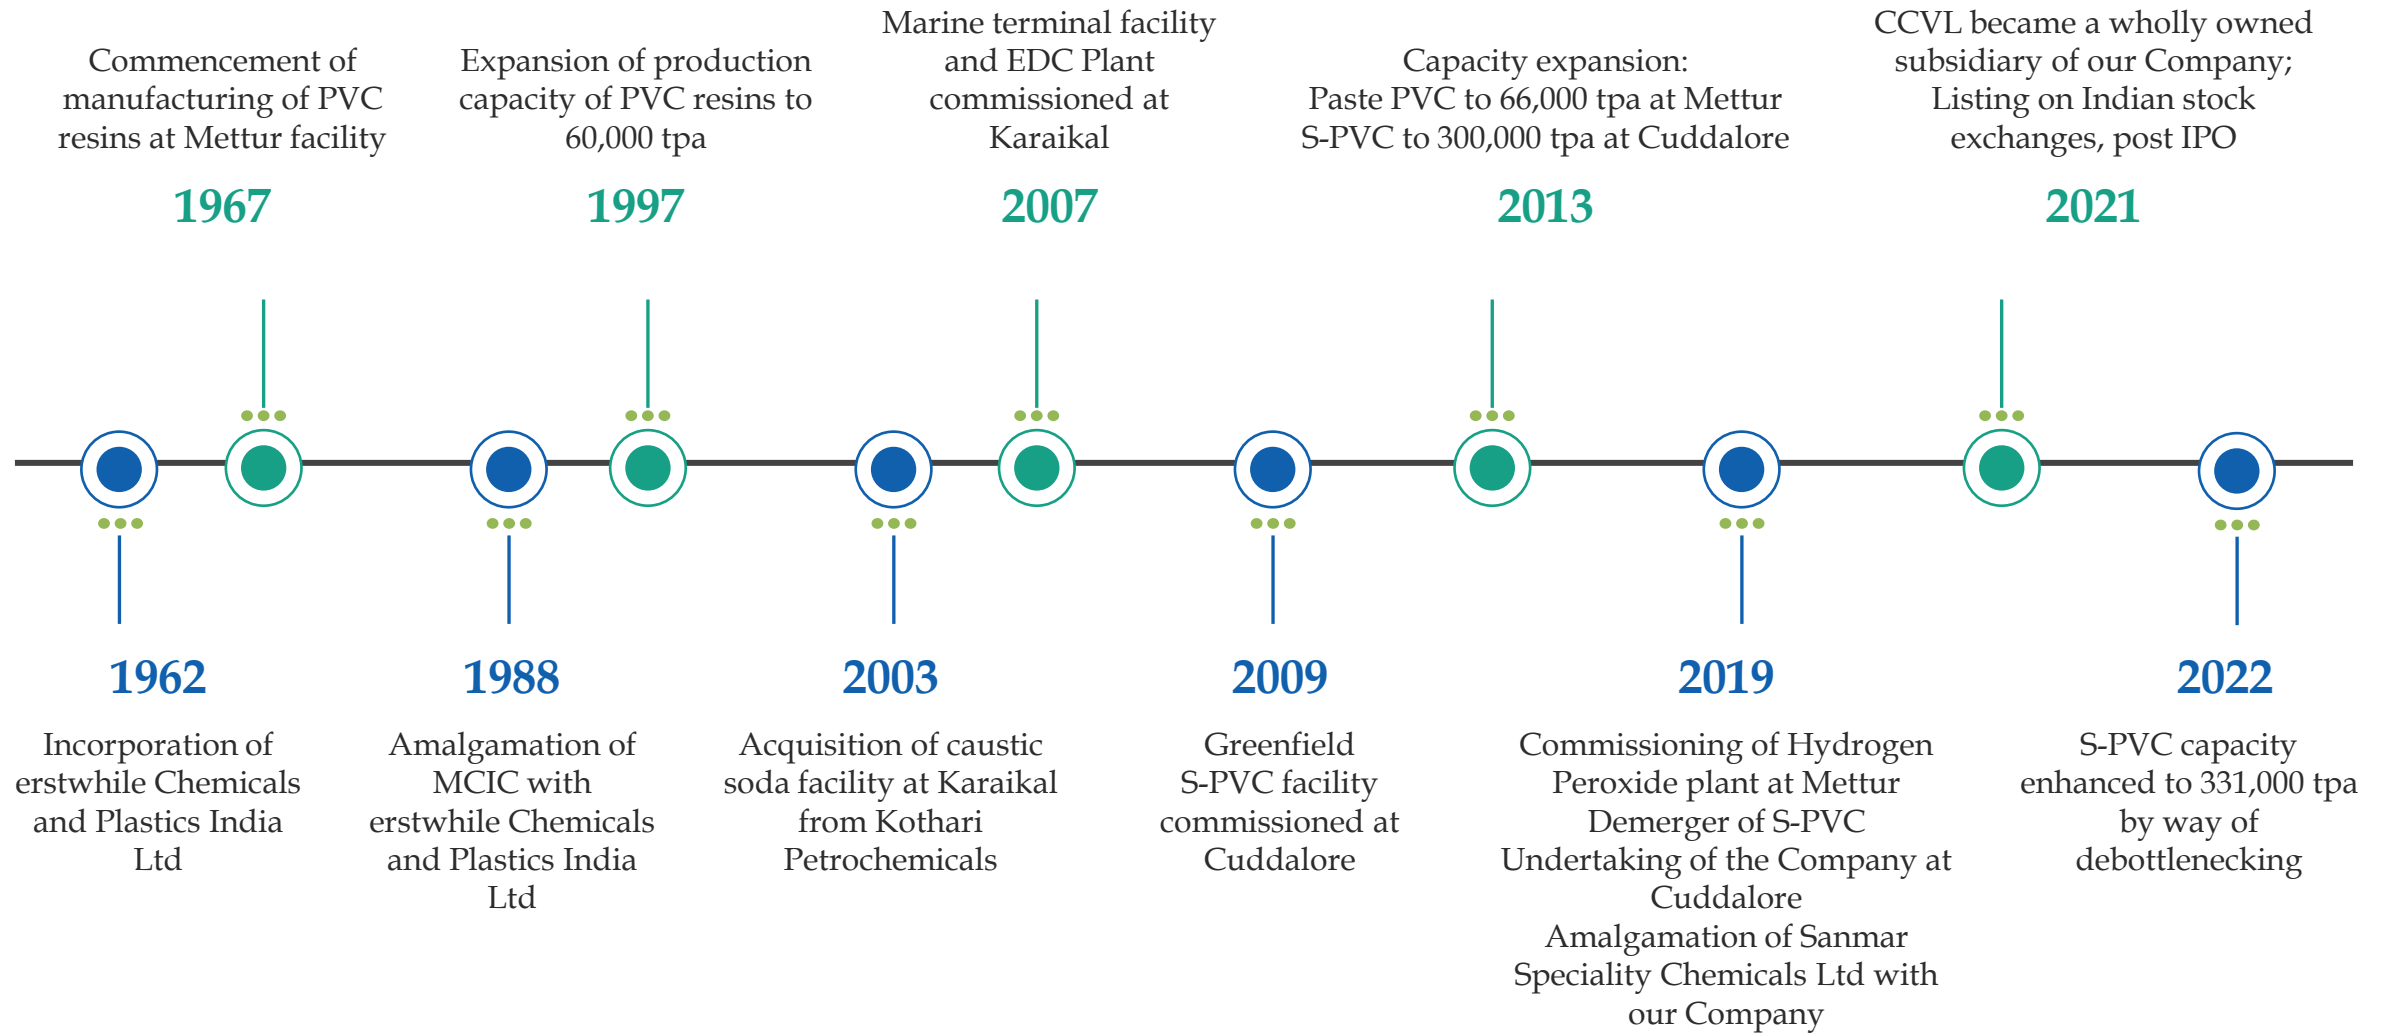 Commencement of
manufacturing of PVC
resins at Mettur facility
1967
Expansion of production
capacity of PVC resins to
60,000 tpa
1997
Marine terminal facility
and EDC Plant
commissioned at
Karaikal
2007
Capacity expansion:
Paste PVC to 66,000 tpa at Mettur
S-PVC to 300,000 tpa at Cuddalore
2013
CCVL became a wholly owned
subsidiary of our Company;
Listing on Indian stock
exchanges, post IPO
2021
1962
Incorporation of
erstwhile Chemicals
and Plastics India
Ltd
1988
Amalgamation of
MCIC with
erstwhile Chemicals
and Plastics India
Ltd
2003
Acquisition of caustic
soda facility at Karaikal
from Kothari
Petrochemicals
2009
Greenfield
S-PVC facility
commissioned at
Cuddalore
2019
Commissioning of Hydrogen
Peroxide plant at Mettur
Demerger of S-PVC
Undertaking of the Company at
Cuddalore
Amalgamation of Sanmar
Speciality Chemicals Ltd with
our Company
2022
S-PVC capacity
enhanced to 331,000 tpa
by way of
debottlenecking